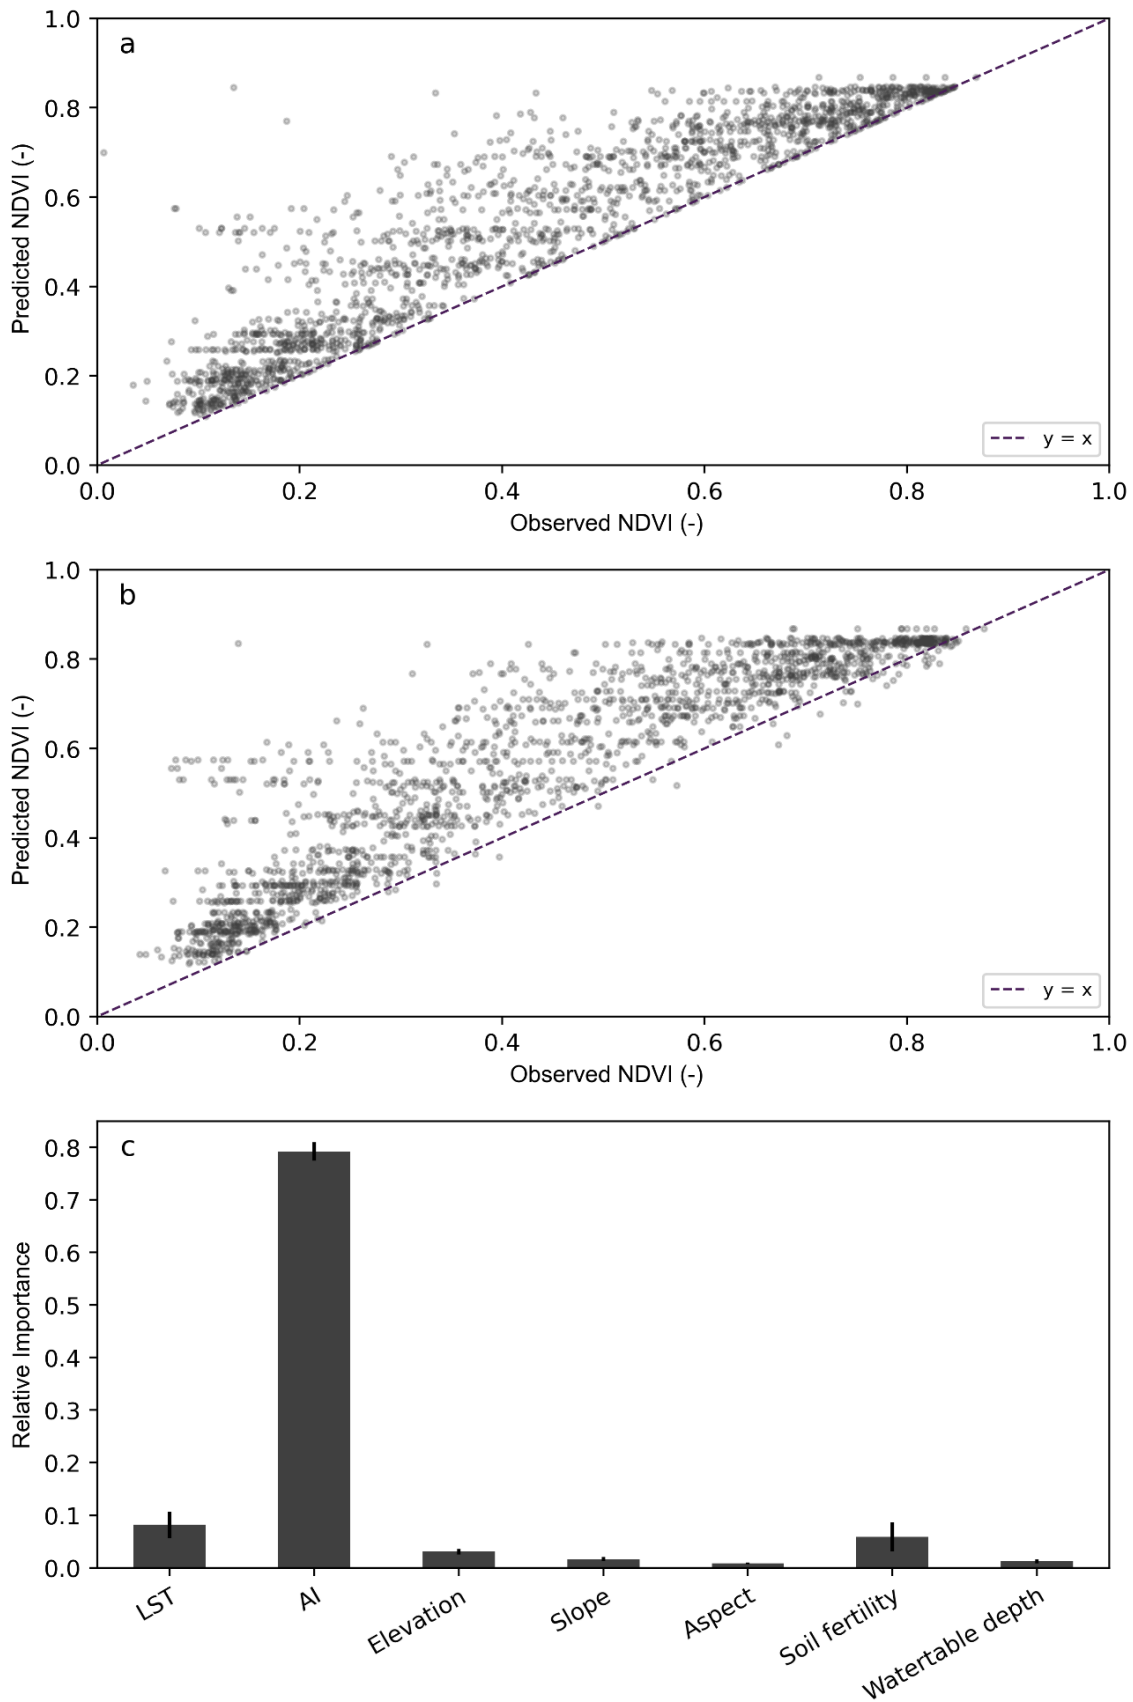 a
1.0
0.8
0.6
0.4
0.2
0.0
Predicted NDVI (-)
y = x
0.0 0.2 0.4 0.6 0.8 1.0
Observed NDVI (-)
b
1.0
0.8
0.6
0.4
0.2
0.0
Predicted NDVI (-)
y = x
0.0 0.2 0.4 0.6 0.8 1.0
Observed NDVI (-)
c
0.8
0.7
0.6
0.5
0.4
0.3
0.2
0.1
0.0
Relative Importance
LST
AI
Elevation
Slope
Aspect
Soil fertility
Watertable depth